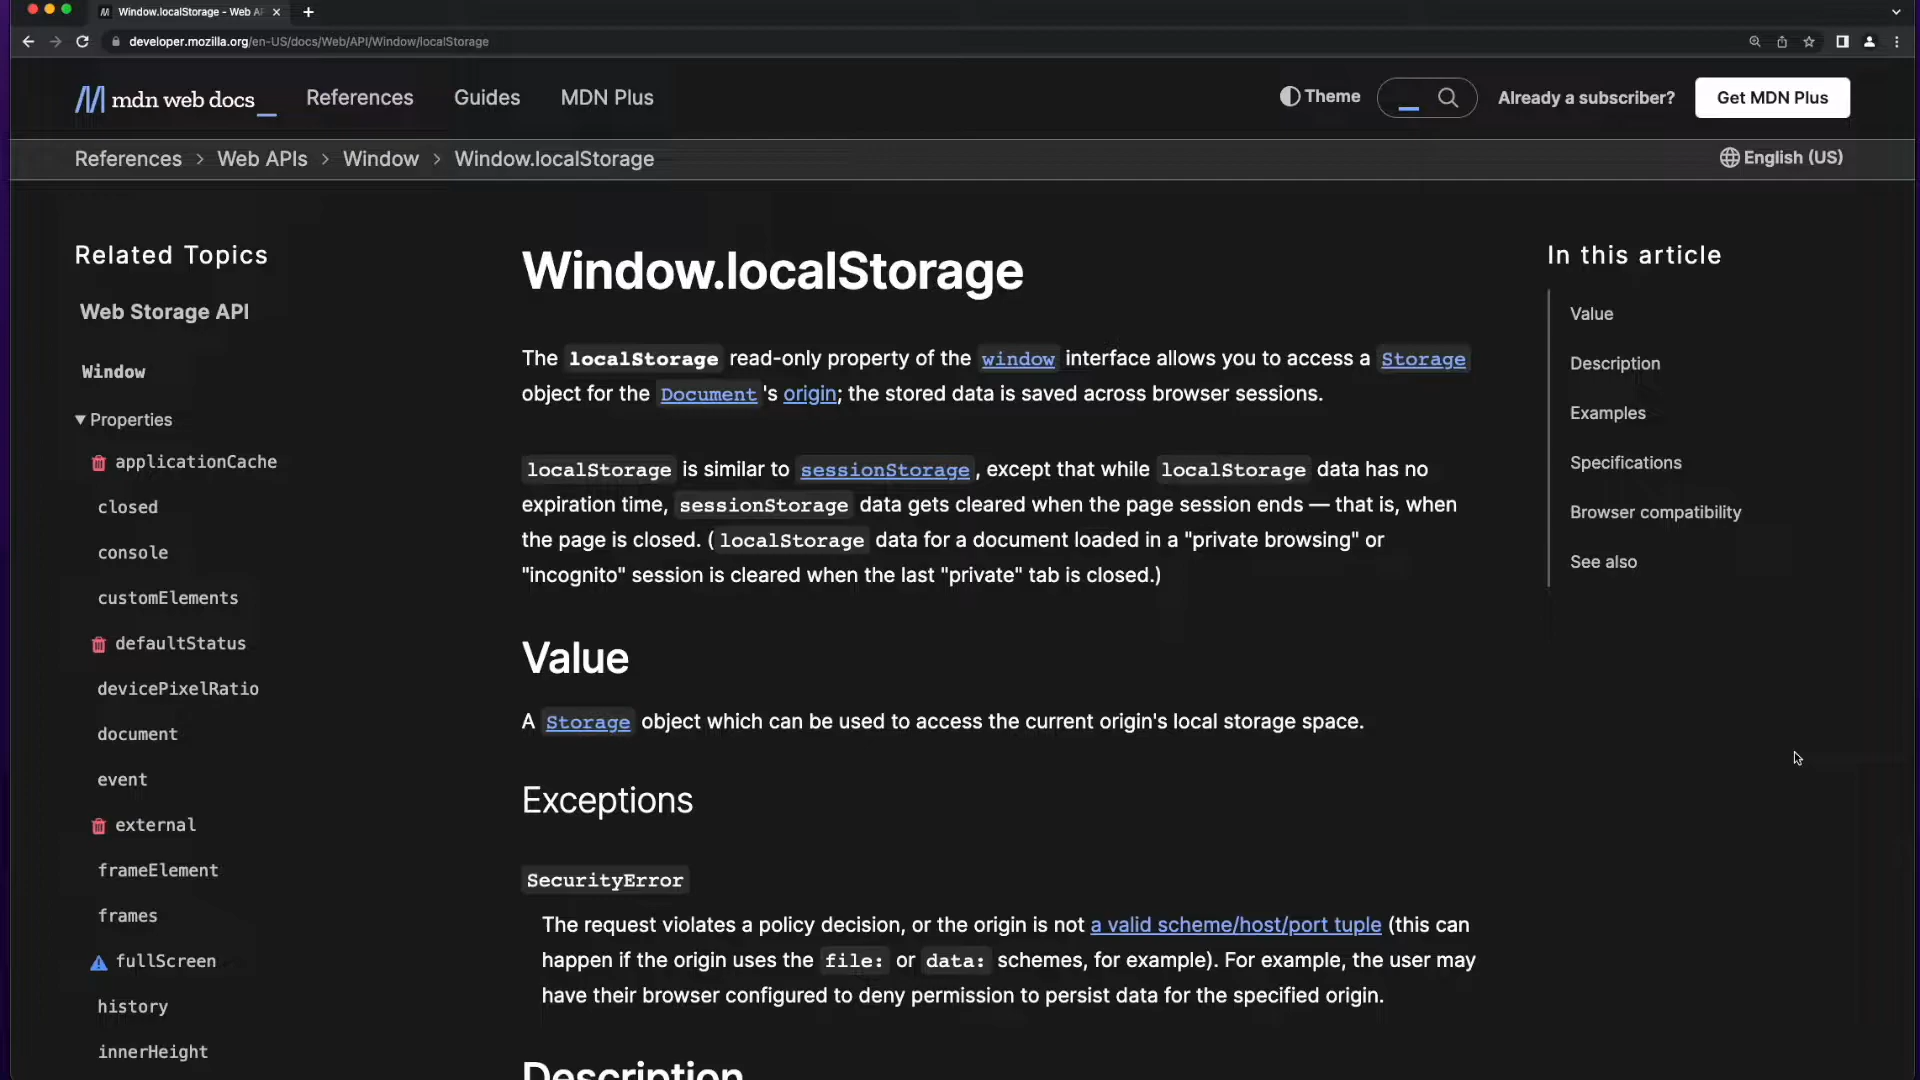 Window.localStorage - Web A
developer.mozilla.org/en-US/docs/Web/API/Window/localStorage
mdn web docs_
References
Guides
MDN Plus
Theme
Already a subscriber?
Get MDN Plus
References > Web APIs > Window > Window.localStorage
English (US)
Related Topics
Web Storage API
Window
Properties
applicationCache
closed
console
customElements
defaultStatus
devicePixelRatio
document
event
external
frameElement
frames
fullScreen
history
innerHeight
Window.localStorage
The localStorage read-only property of the window interface allows you to access a Storage
object for the Document 's origin; the stored data is saved across browser sessions.
localStorage is similar to sessionStorage, except that while localStorage data has no
expiration time, sessionStorage data gets cleared when the page session ends — that is, when
the page is closed. ( localStorage data for a document loaded in a "private browsing" or
"incognito" session is cleared when the last "private" tab is closed.)
Value
A Storage object which can be used to access the current origin's local storage space.
Exceptions
SecurityError
The request violates a policy decision, or the origin is not a valid scheme/host/port tuple (this can
happen if the origin uses the file: or data: schemes, for example). For example, the user may
have their browser configured to deny permission to persist data for the specified origin.
Description
In this article
Value
Description
Examples
Specifications
Browser compatibility
See also